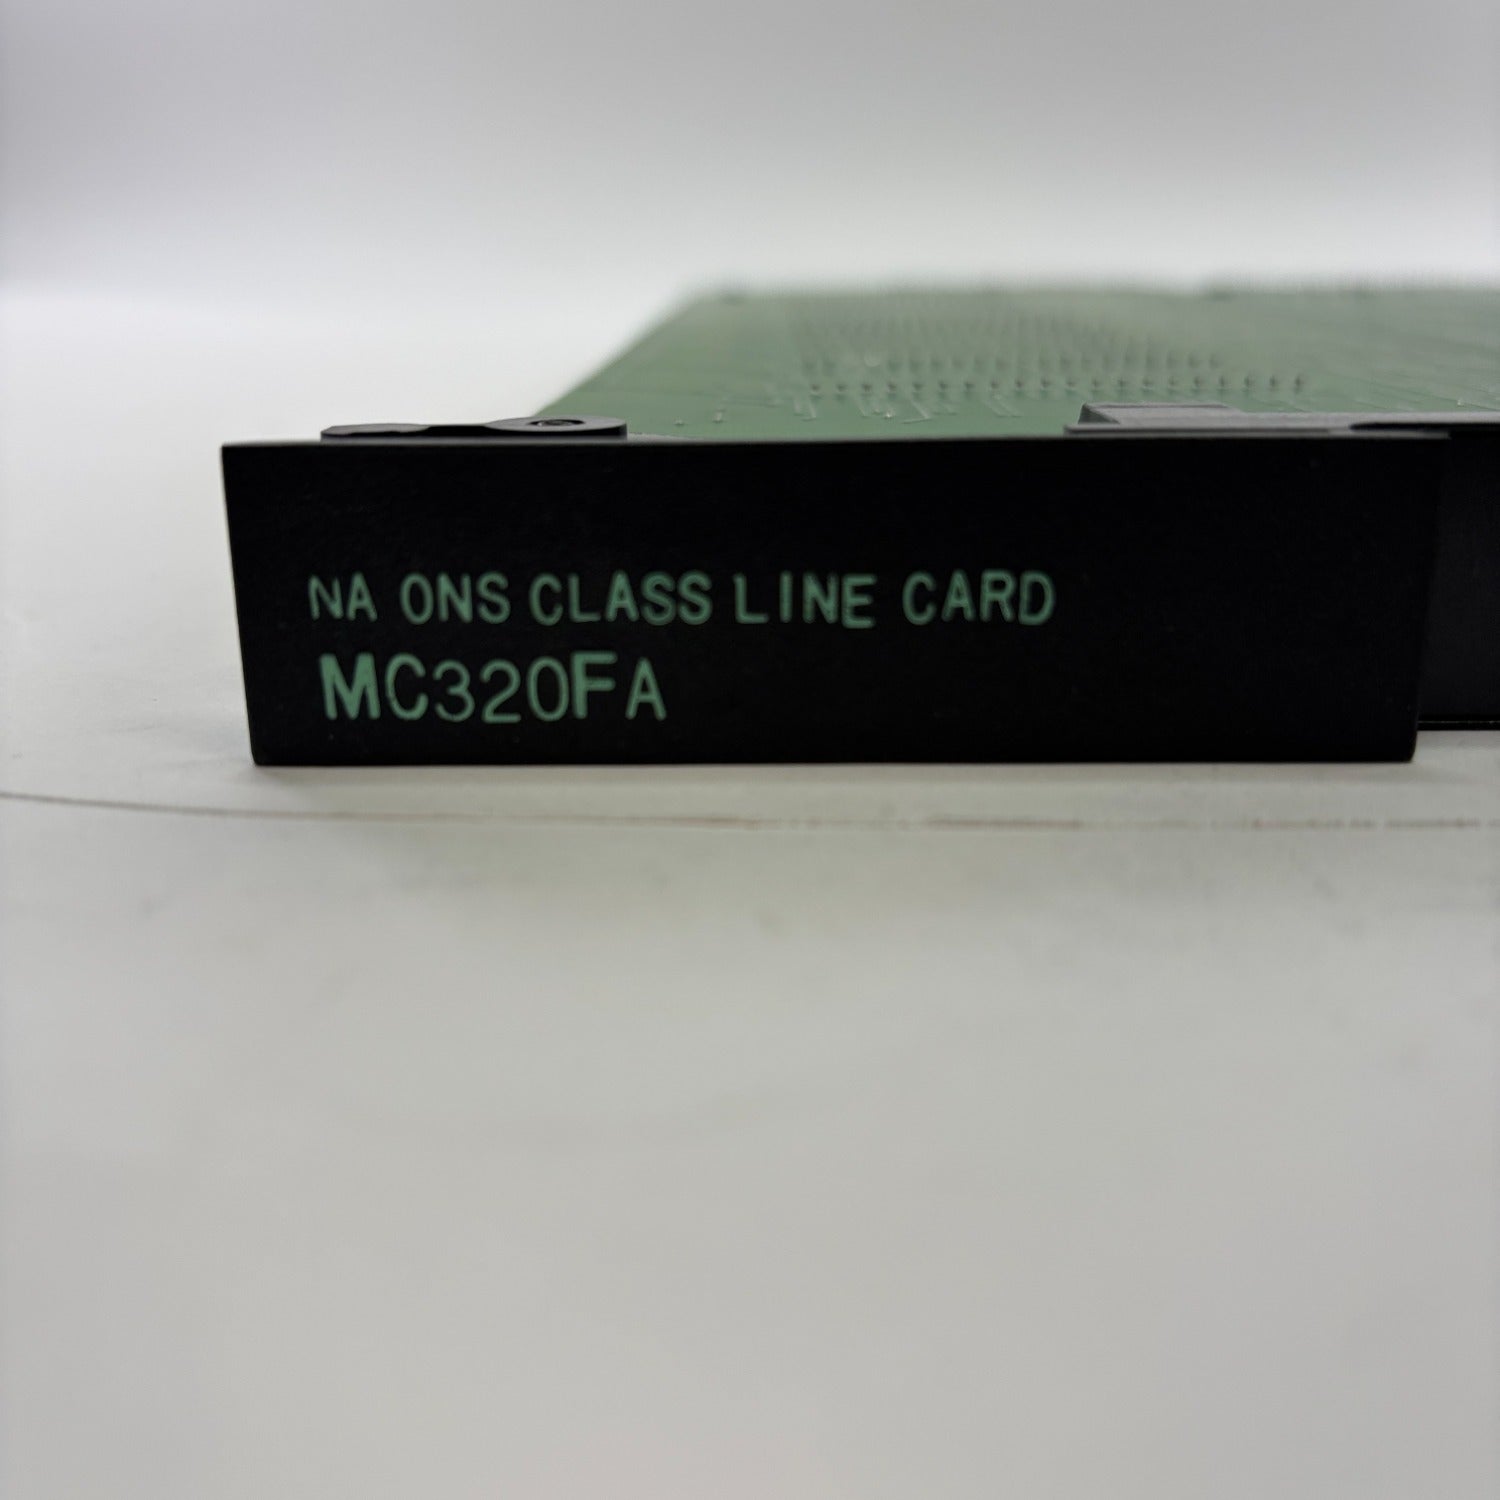 NA ONS CLASS LINE CARD
MC320FA